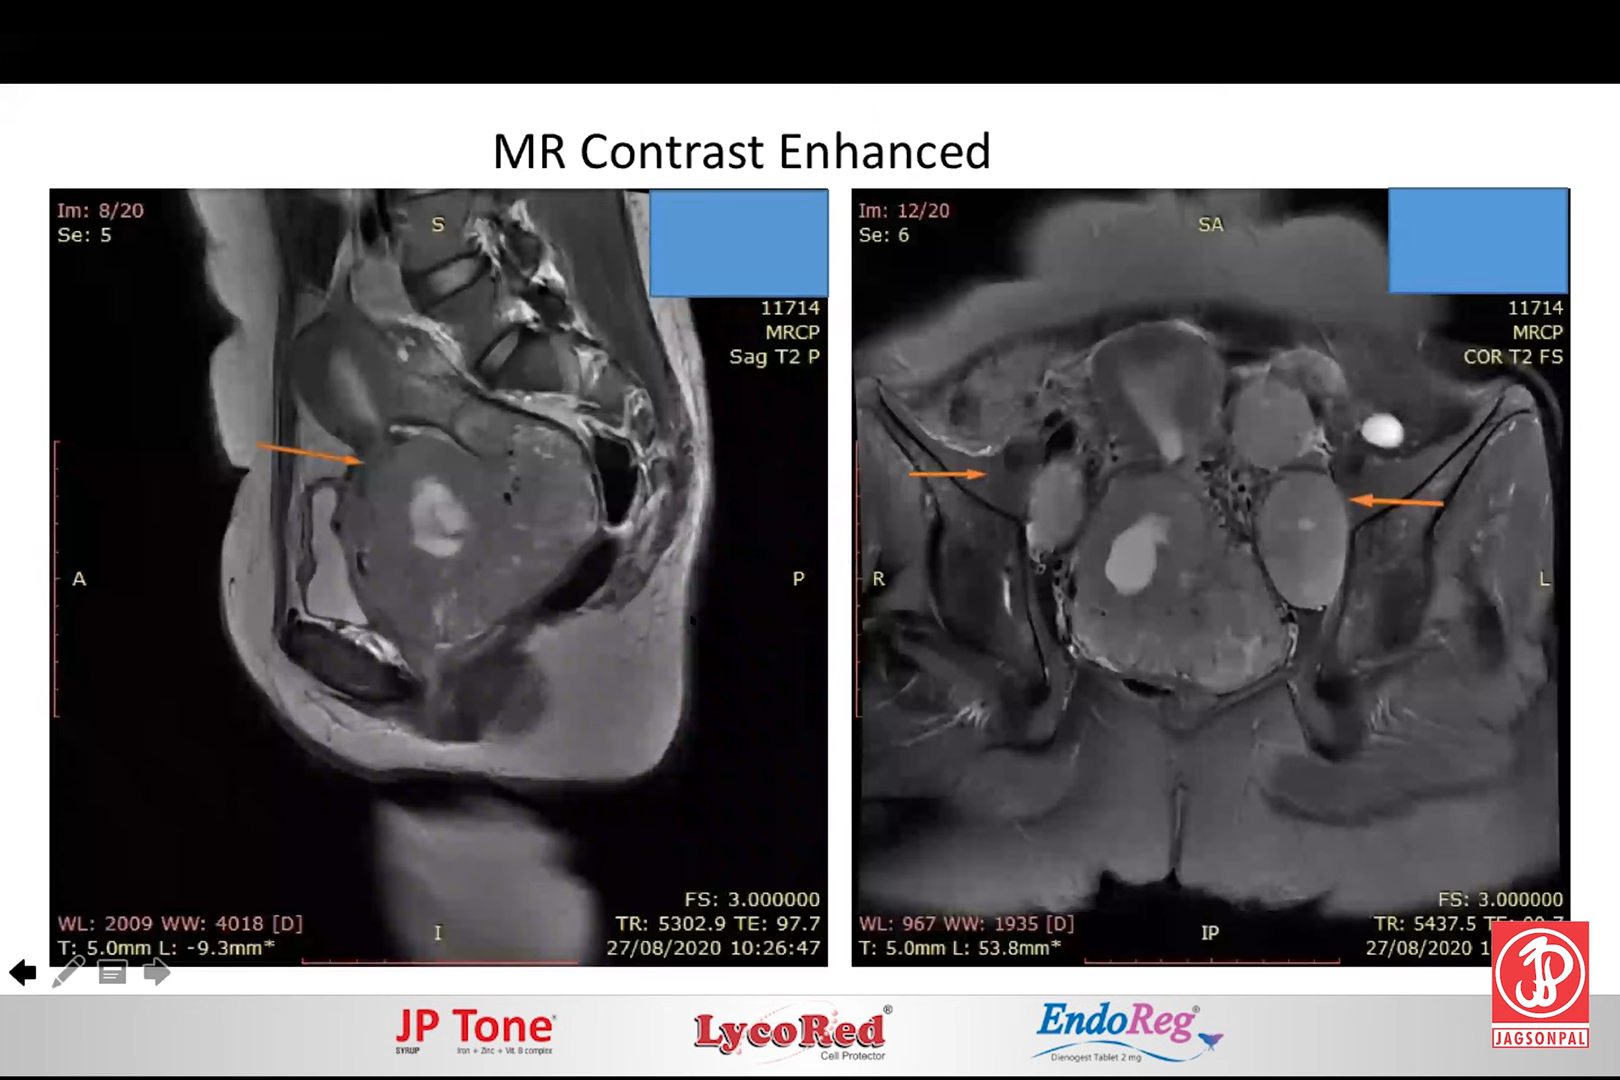 MR Contrast Enhanced
Im: 8/20
Se: 5
S
11714
MRCP
Sag T2 P
A
P
FS: 3.000000
WL: 2009 WW: 4018 [D]
TR: 5302.9 TE: 97.7
T: 5.0mm L: -9.3mm*
I
27/08/2020 10:26:47
Im: 12/20
Se: 6
SA
11714
MRCP
COR T2 FS
R
L
FS: 3.000000
WL: 967 WW: 1935 [D]
TR: 5437.5
T: 5.0mm L: 53.8mm*
IP
27/08/2020
JP Tone
SYRUP
Iron + Zinc + Vit. B complex
LycoRed®
Cell Protector
EndoReg®
Dienogest Tablet 2 mg
JAGSONPAL